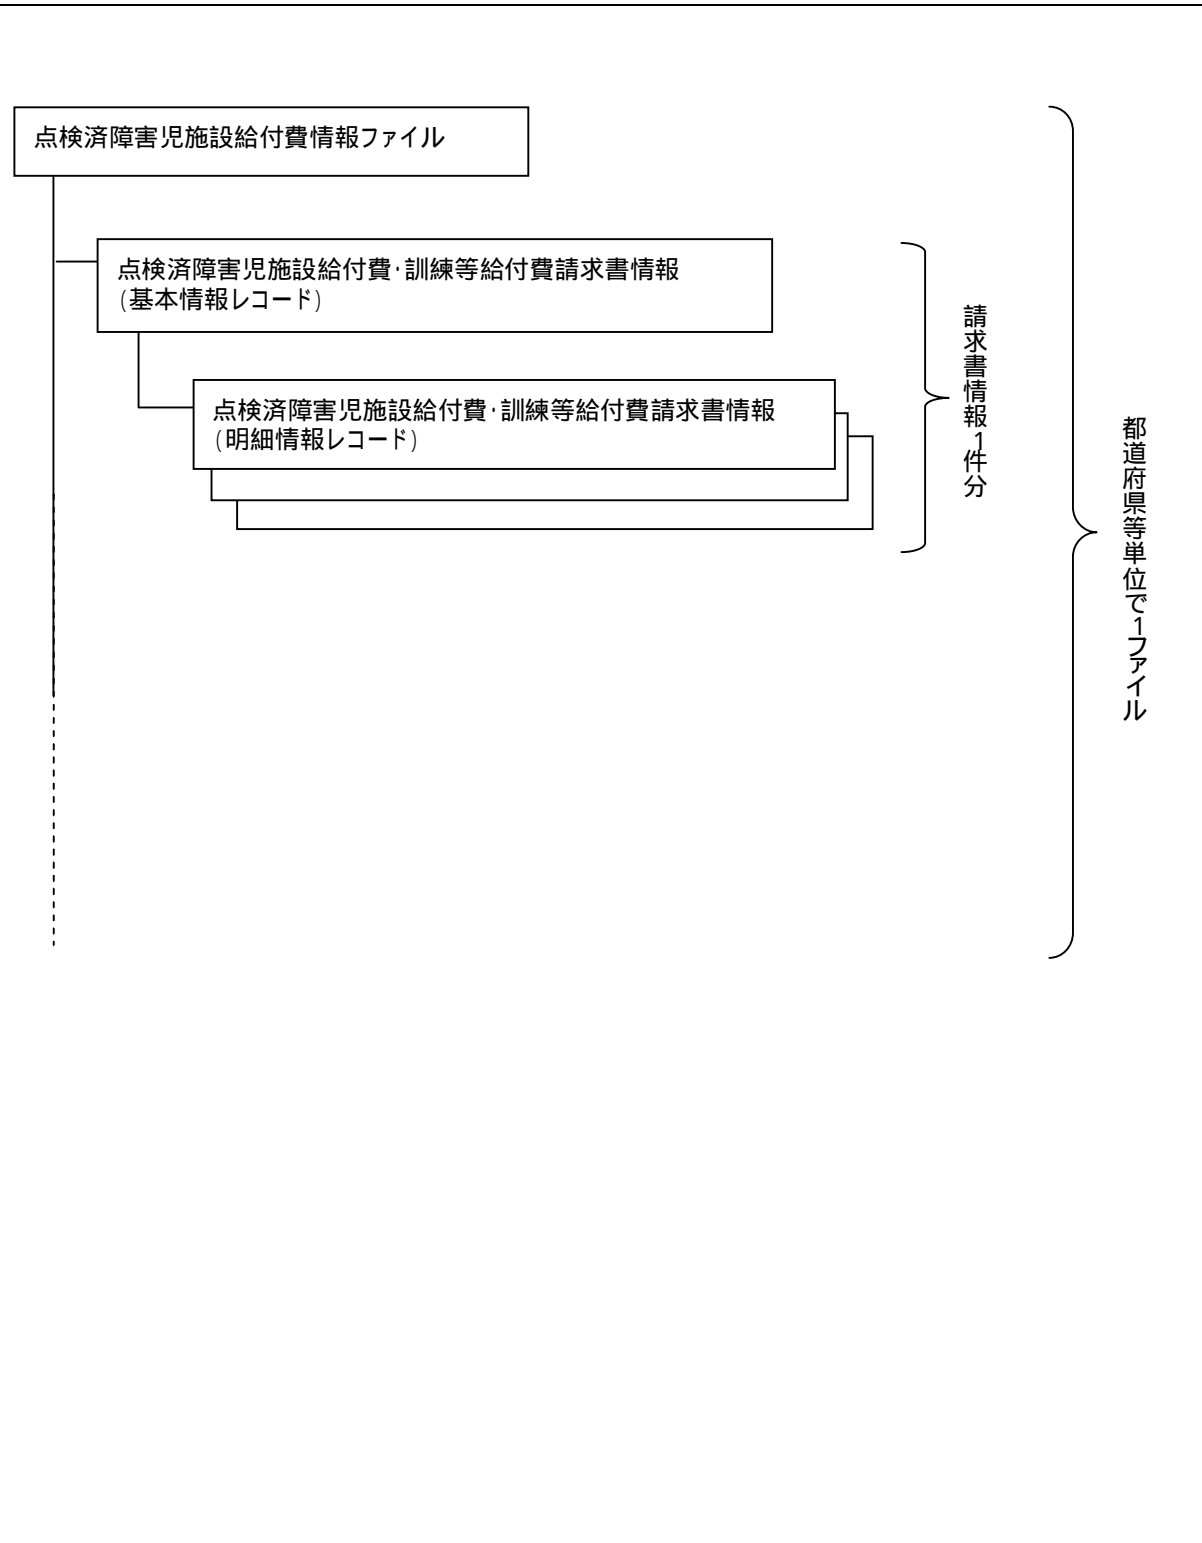 点検済障害児施設給付費情報ファイル
点検済障害児施設給付費・訓練等給付費請求書情報
(基本情報レコード)
点検済障害児施設給付費・訓練等給付費請求書情報
(明細情報レコード)
請求書情報1件分
都道府県等単位で1ファイル